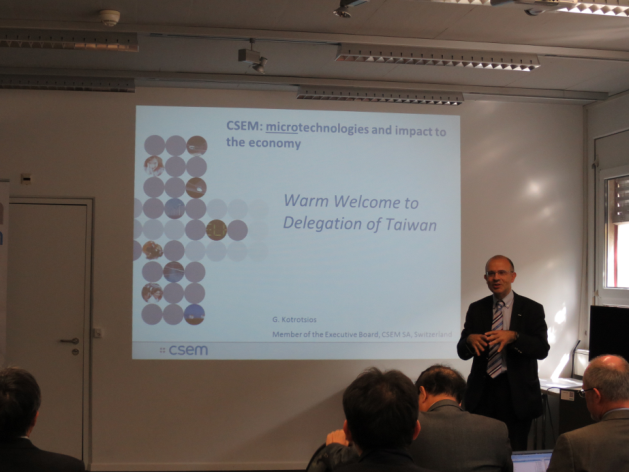 CSEM: microtechnologies and impact to
the economy
Warm Welcome to
Delegation of Taiwan
G. Kotrotsios
Member of the Executive Board, CSEM SA, Switzerland
csem